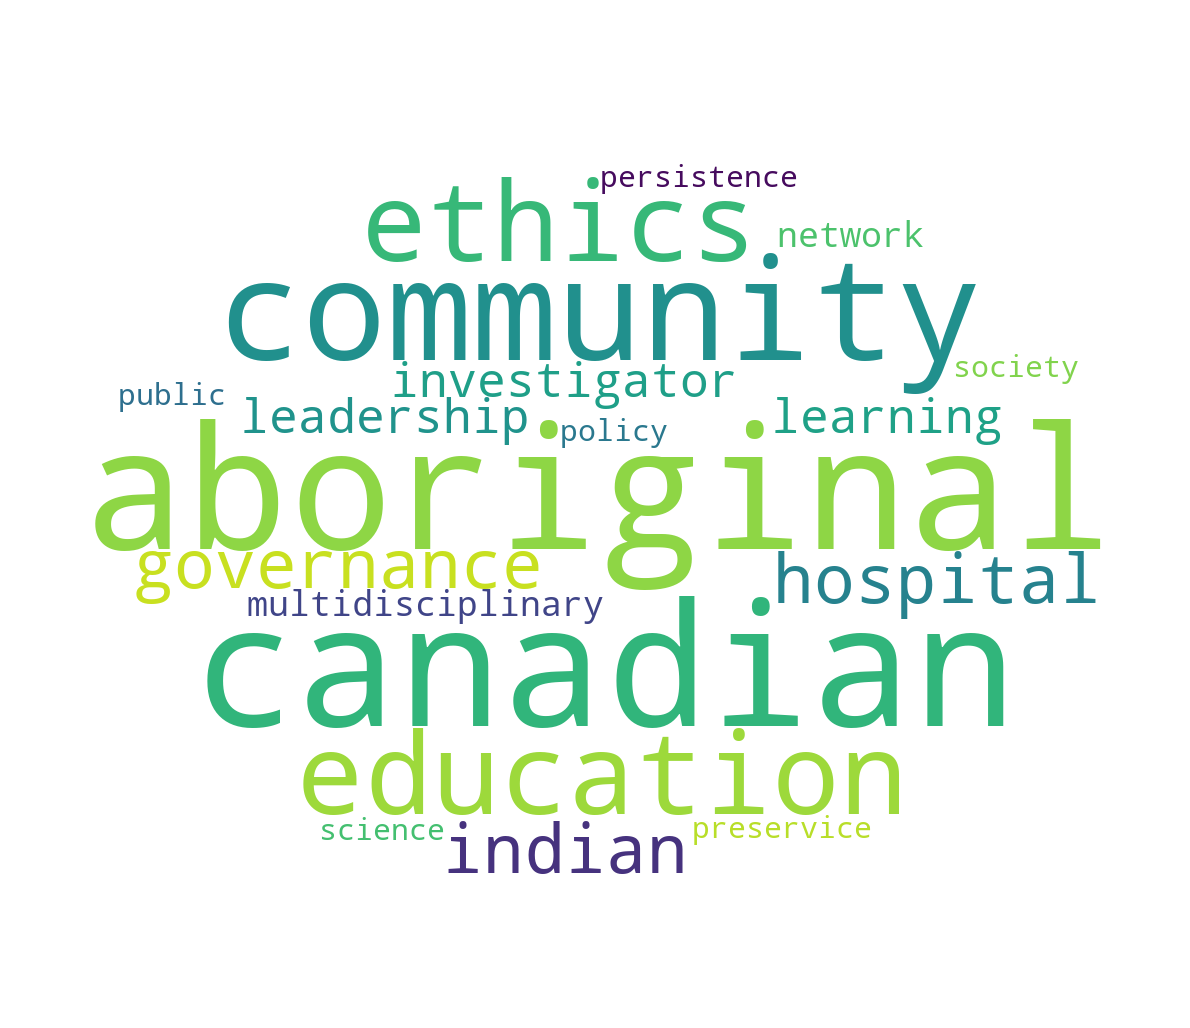 persistence
ethics
network
community
society
investigator
public
leadership
policy
learning
aboriginal
governance
hospital
multidisciplinary
canadian
education
science
indian
preservice